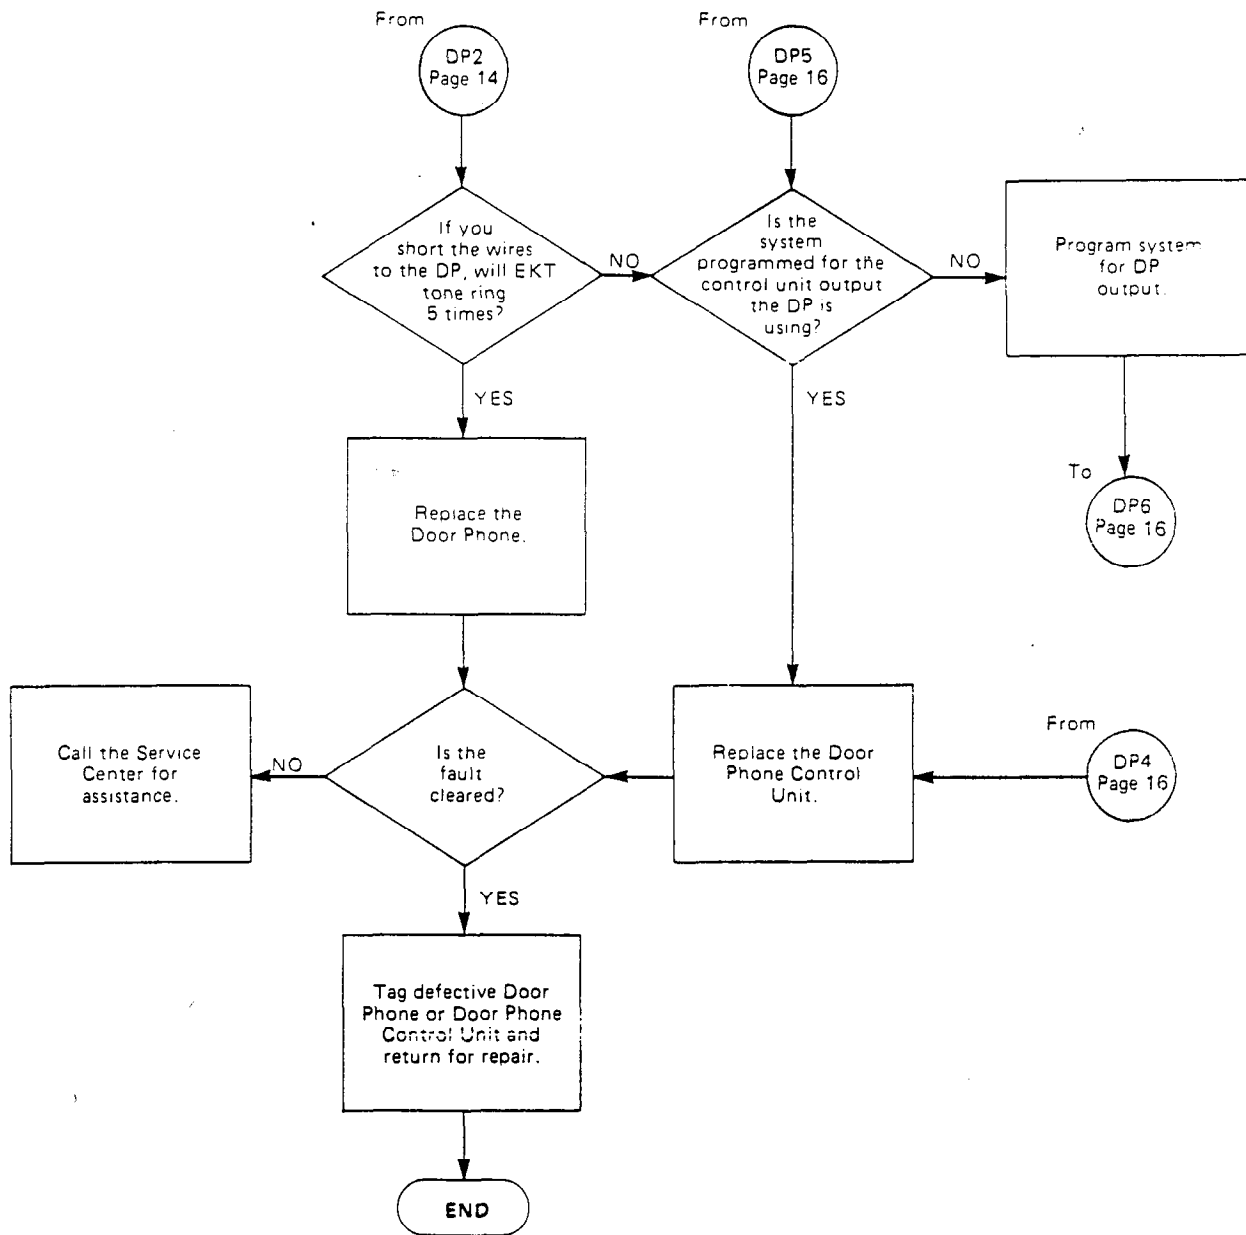 From
DP2
Page 14
From
DP5
Page 16
If you
short the wires
to the DP, will EKT
tone ring
5 times?
NO
Is the
system
programmed for the
control unit output
the DP is
using?
NO
Program system
for DP
output.
YES
YES
To
DP6
Page 16
Replace the
Door Phone.
Call the Service
Center for
assistance.
NO
Is the
fault
cleared?
Replace the Door
Phone Control
Unit.
From
DP4
Page 16
YES
Tag defective Door
Phone or Door Phone
Control Unit and
return for repair.
END